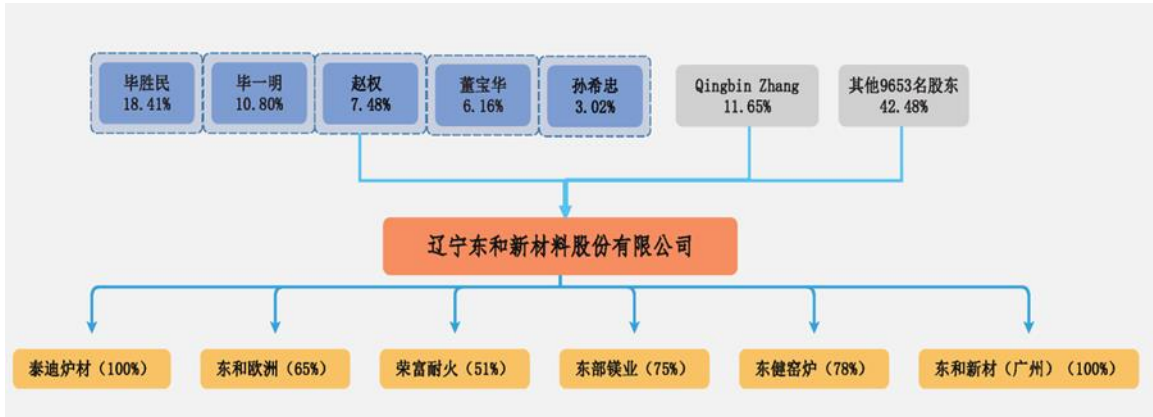 毕胜民
18.41%
毕一明
10.80%
赵权
7.48%
董宝华
6.16%
孙希忠
3.02%
Qingbin Zhang
11.65%
其他9653名股东
42.48%
辽宁东和新材料股份有限公司
泰迪炉材（100%）
东和欧洲（65%）
荣富耐火（51%）
东部镁业（75%）
东健窑炉（78%）
东和新材（广州）（100%）